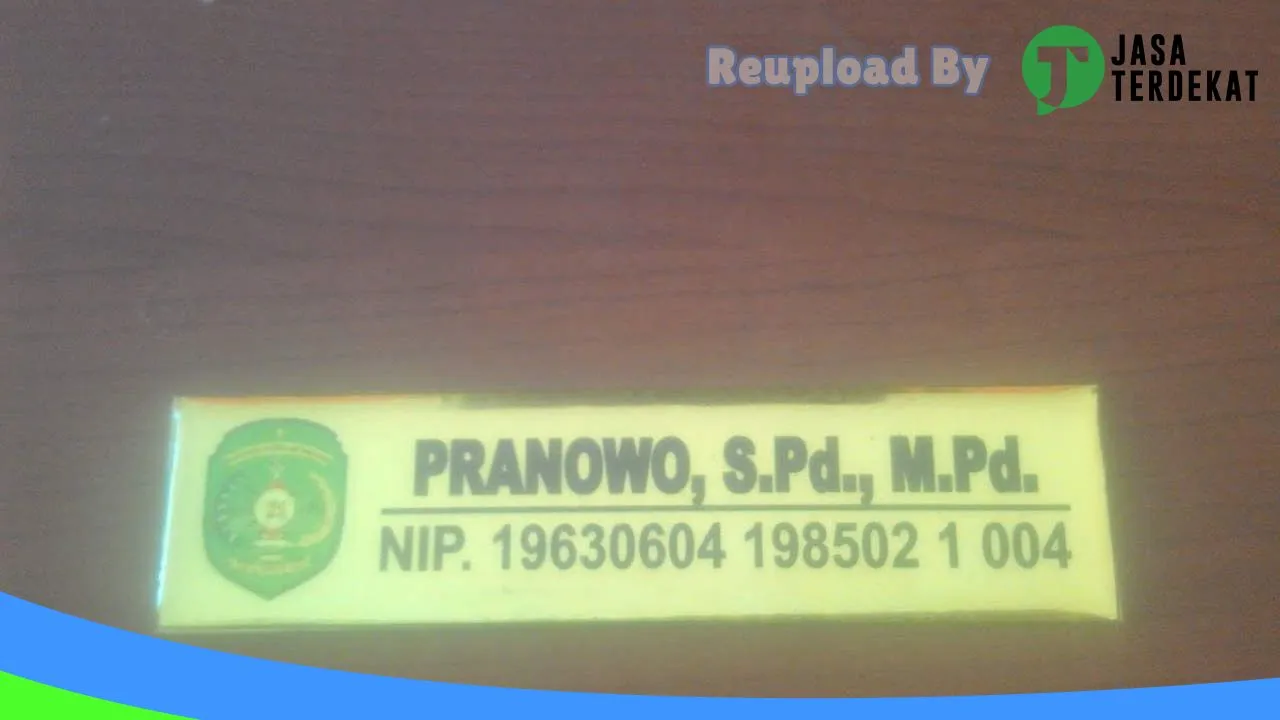 Reupload By
JASA
TERDEKAT
PRANOWO, S.Pd., M.Pd.
NIP. 19630604 198502 1 004